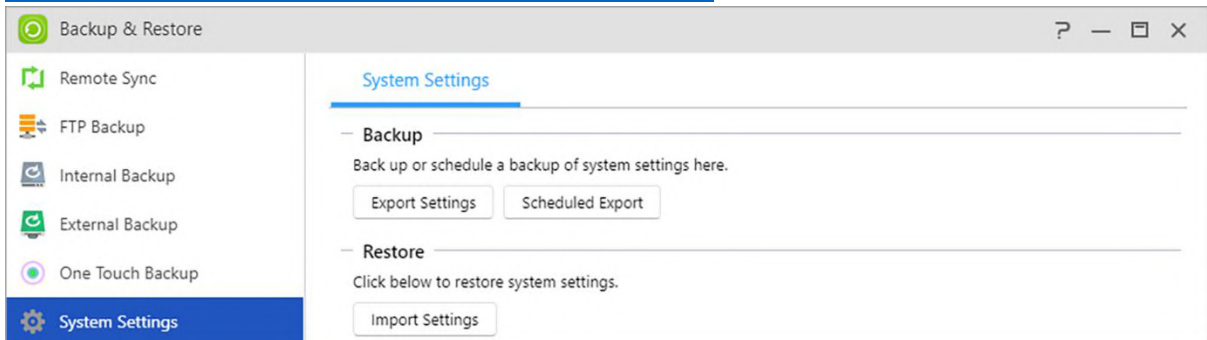 Backup & Restore
Remote Sync
FTP Backup
Internal Backup
External Backup
One Touch Backup
System Settings
System Settings
Backup
Back up or schedule a backup of system settings here.
Export Settings Scheduled Export
Restore
Click below to restore system settings.
Import Settings